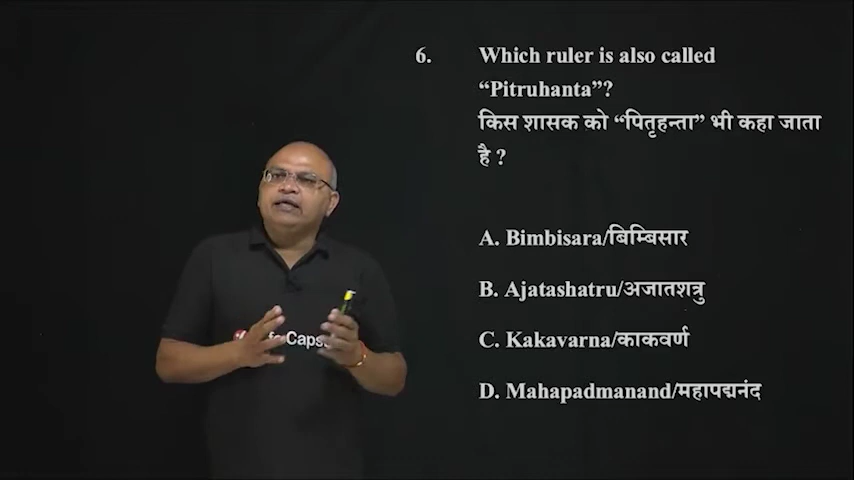 6. Which ruler is also called
“Pitruhanta”?
किस शासक को “पितृहन्ता” भी कहा जाता
है ?
A. Bimbisara/बिम्बिसार
B. Ajatashatru/अजातशत्रु
C. Kakavarna/काकवर्ण
D. Mahapadmanand/महापद्मनंद